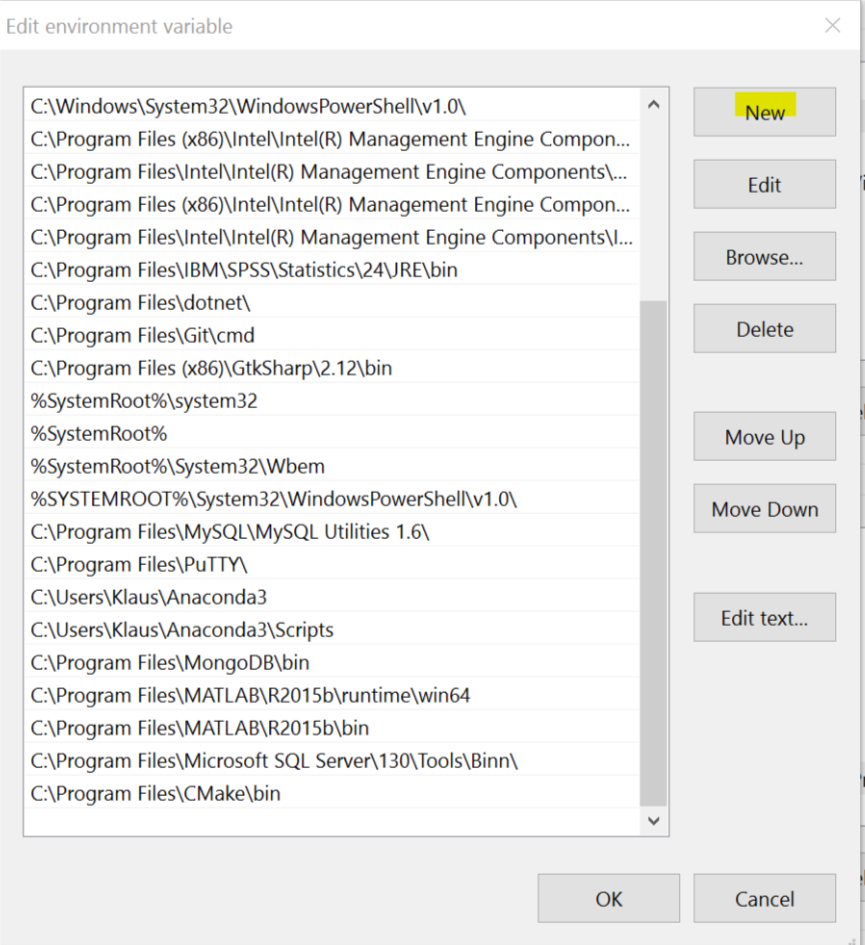 Edit environment variable
C:\Windows\System32\WindowsPowerShell\v1.0\
C:\Program Files (x86)\Intel\Intel(R) Management Engine Compon...
C:\Program Files\Intel\Intel(R) Management Engine Components\...
C:\Program Files (x86)\Intel\Intel(R) Management Engine Compon...
C:\Program Files\Intel\Intel(R) Management Engine Components\I...
C:\Program Files\IBM\SPSS\Statistics\24\JRE\bin
C:\Program Files\dotnet\
C:\Program Files\Git\cmd
C:\Program Files (x86)\GtkSharp\2.12\bin
%SystemRoot%\system32
%SystemRoot%
%SystemRoot%\System32\Wbem
%SYSTEMROOT%\System32\WindowsPowerShell\v1.0\
C:\Program Files\MySQL\MySQL Utilities 1.6\
C:\Program Files\PuTTY\
C:\Users\Klaus\Anaconda3
C:\Users\Klaus\Anaconda3\Scripts
C:\Program Files\MongoDB\bin
C:\Program Files\MATLAB\R2015b\runtime\win64
C:\Program Files\MATLAB\R2015b\bin
C:\Program Files\Microsoft SQL Server\130\Tools\Binn\
C:\Program Files\CMake\bin
New
Edit
Browse...
Delete
Move Up
Move Down
Edit text...
OK
Cancel